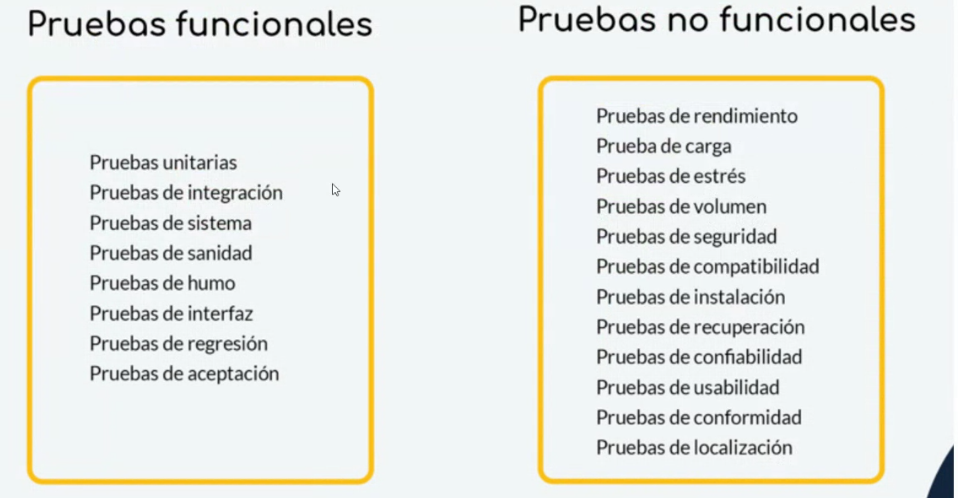 Pruebas funcionales
Pruebas unitarias
Pruebas de integración
Pruebas de sistema
Pruebas de sanidad
Pruebas de humo
Pruebas de interfaz
Pruebas de regresión
Pruebas de aceptación
Pruebas no funcionales
Pruebas de rendimiento
Prueba de carga
Pruebas de estrés
Pruebas de volumen
Pruebas de seguridad
Pruebas de compatibilidad
Pruebas de instalación
Pruebas de recuperación
Pruebas de confiabilidad
Pruebas de usabilidad
Pruebas de conformidad
Pruebas de localización